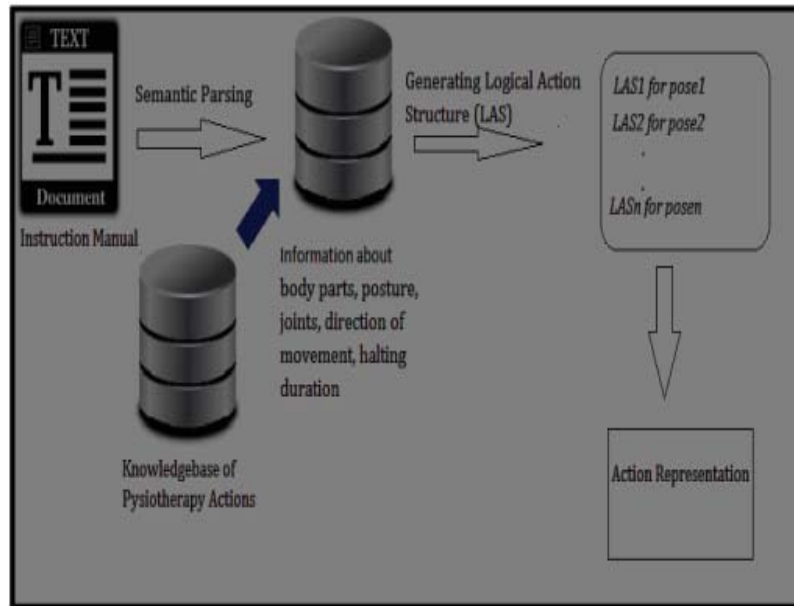 TEXT
T
Document
Instruction Manual
Semantic Parsing
Generating Logical Action
Structure (LAS)
LAS1 for pose1
LAS2 for pose2
.
.
LASn for posen
Information about
body parts, posture,
joints, direction of
movement, halting
duration
Knowledgebase of
Pysiotherapy Actions
Action Representation